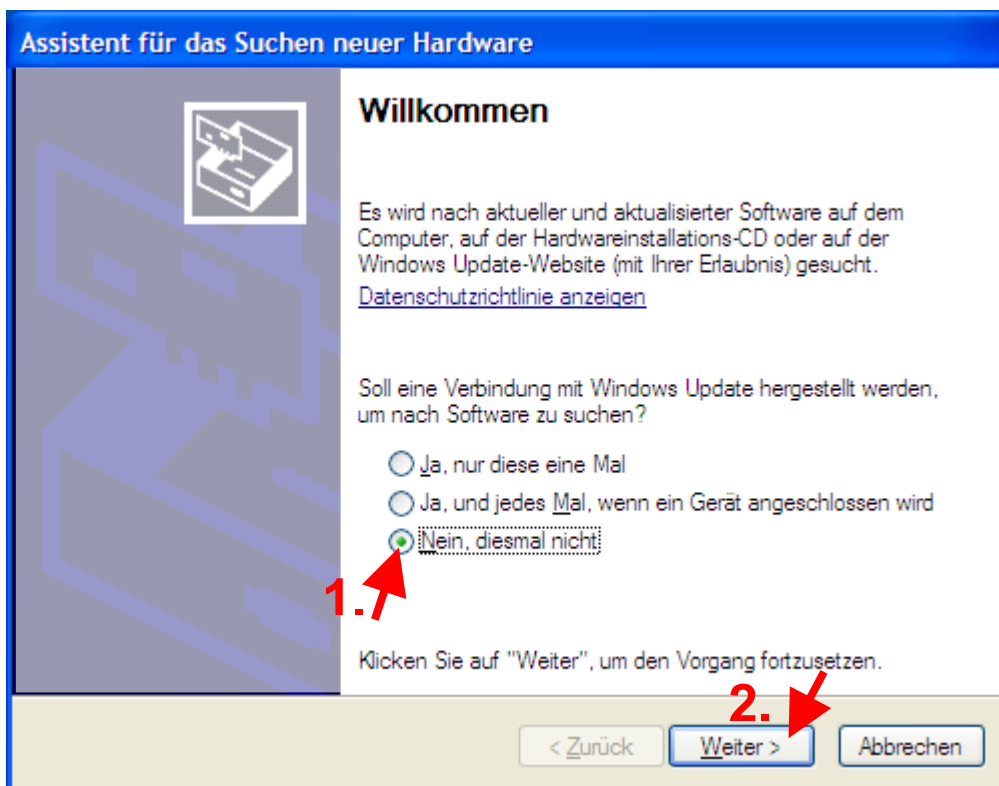 Assistent für das Suchen neuer Hardware
Willkommen
Es wird nach aktueller und aktualisierter Software auf dem
Computer, auf der Hardwareinstallations-CD oder auf der
Windows Update-Website (mit Ihrer Erlaubnis) gesucht.
Datenschutzrichtlinie anzeigen
Soll eine Verbindung mit Windows Update hergestellt werden,
um nach Software zu suchen?
Ja, nur diese eine Mal
Ja, und jedes Mal, wenn ein Gerät angeschlossen wird
Nein, diesmal nicht
1.
Klicken Sie auf "Weiter", um den Vorgang fortzusetzen.
2.
< Zurück Weiter > Abbrechen